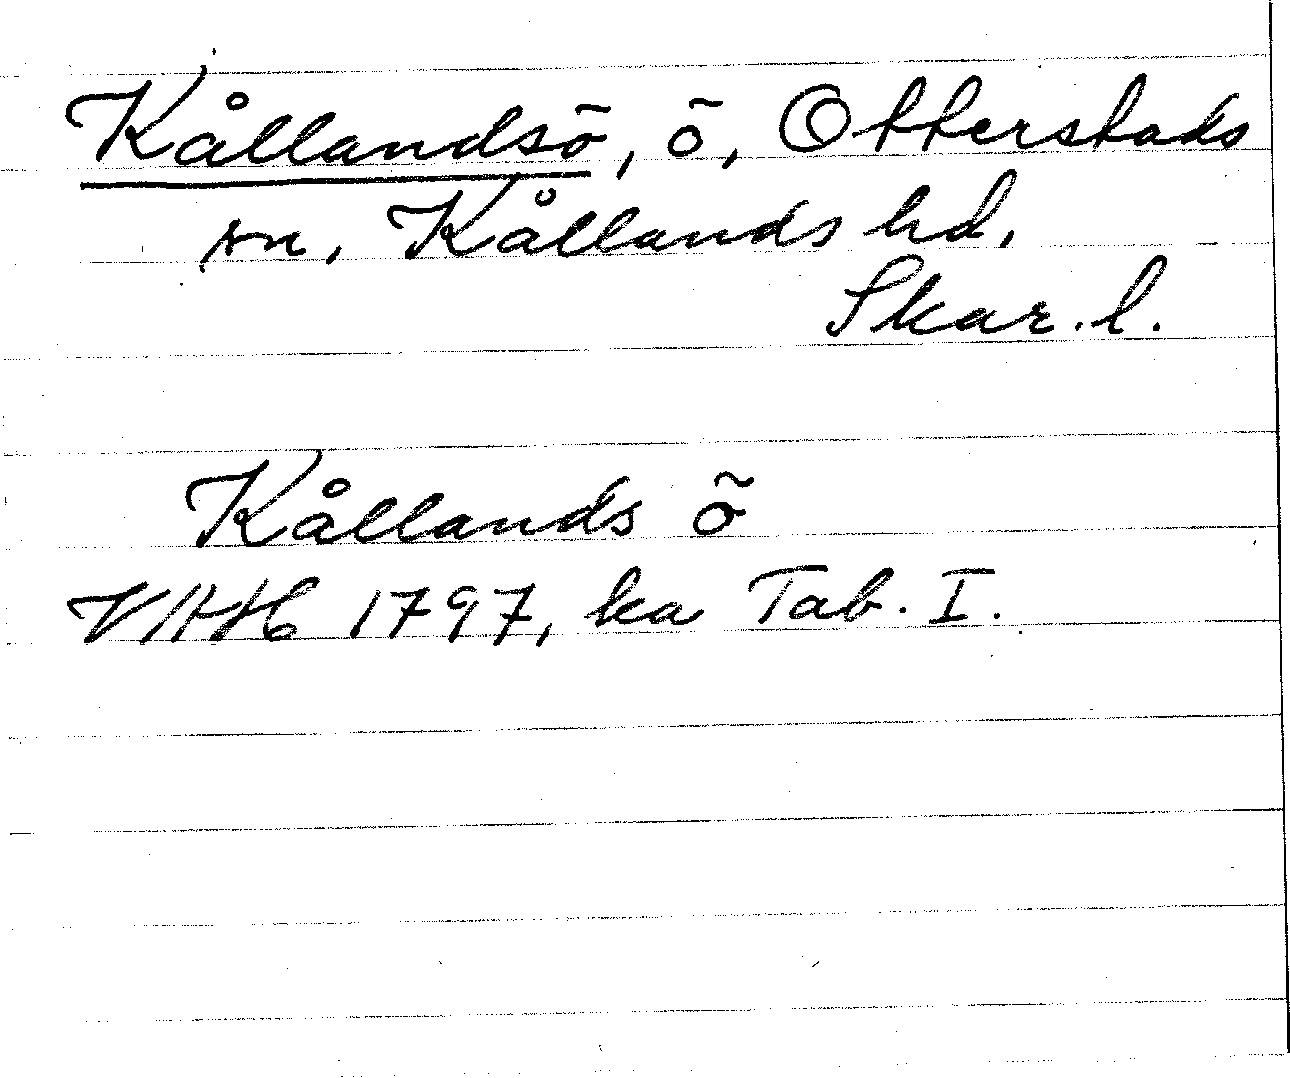 Kållandsö, ö, Otterstads
sn, Kållands hd,
Skar. l.
Kållands ö
VHH 1797, ka Tab. I.